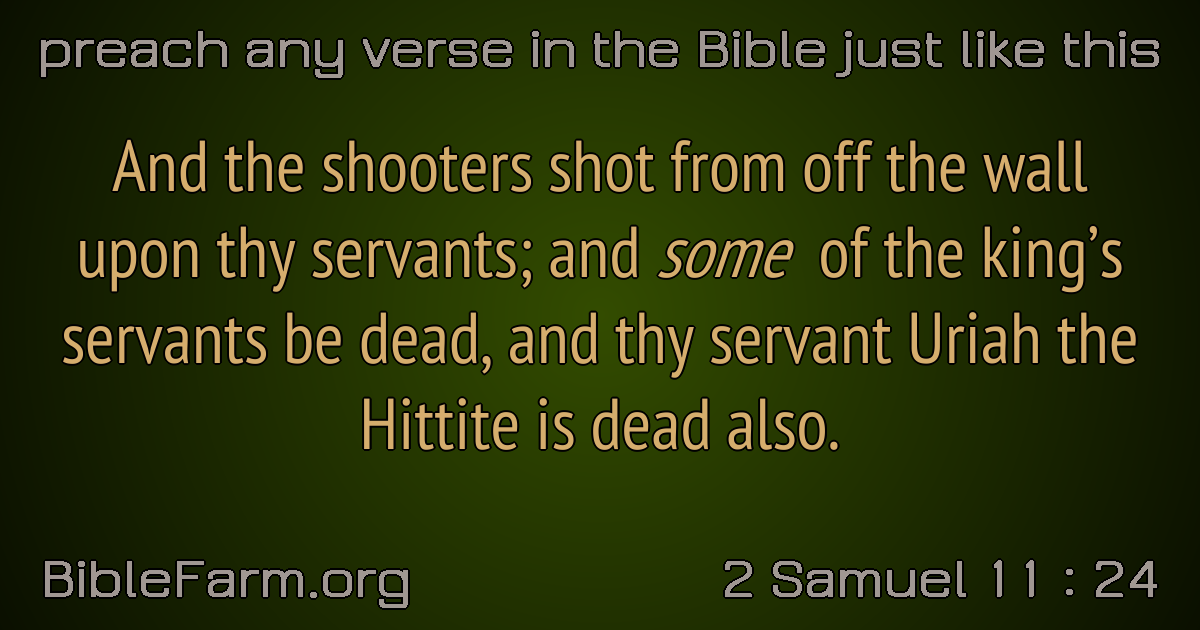 preach any verse in the Bible just like this
And the shooters shot from off the wall
upon thy servants; and some of the king’s
servants be dead, and thy servant Uriah the
Hittite is dead also.
BibleFarm.org
2 Samuel 11 : 24